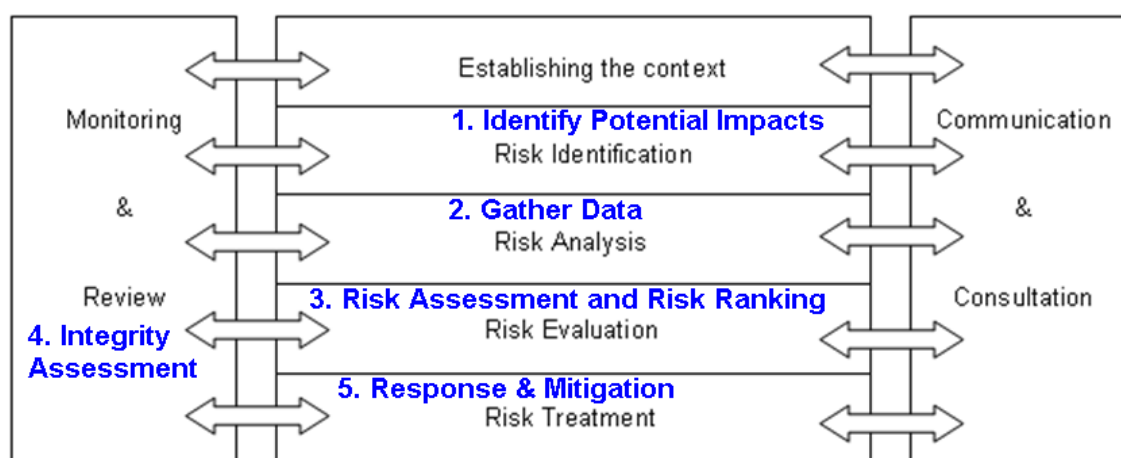 Establishing the context
Monitoring
1. Identify Potential Impacts
Communication
Risk Identification
&
2. Gather Data
&
Risk Analysis
Review
3. Risk Assessment and Risk Ranking
Consultation
4. Integrity
Assessment
Risk Evaluation
5. Response & Mitigation
Risk Treatment